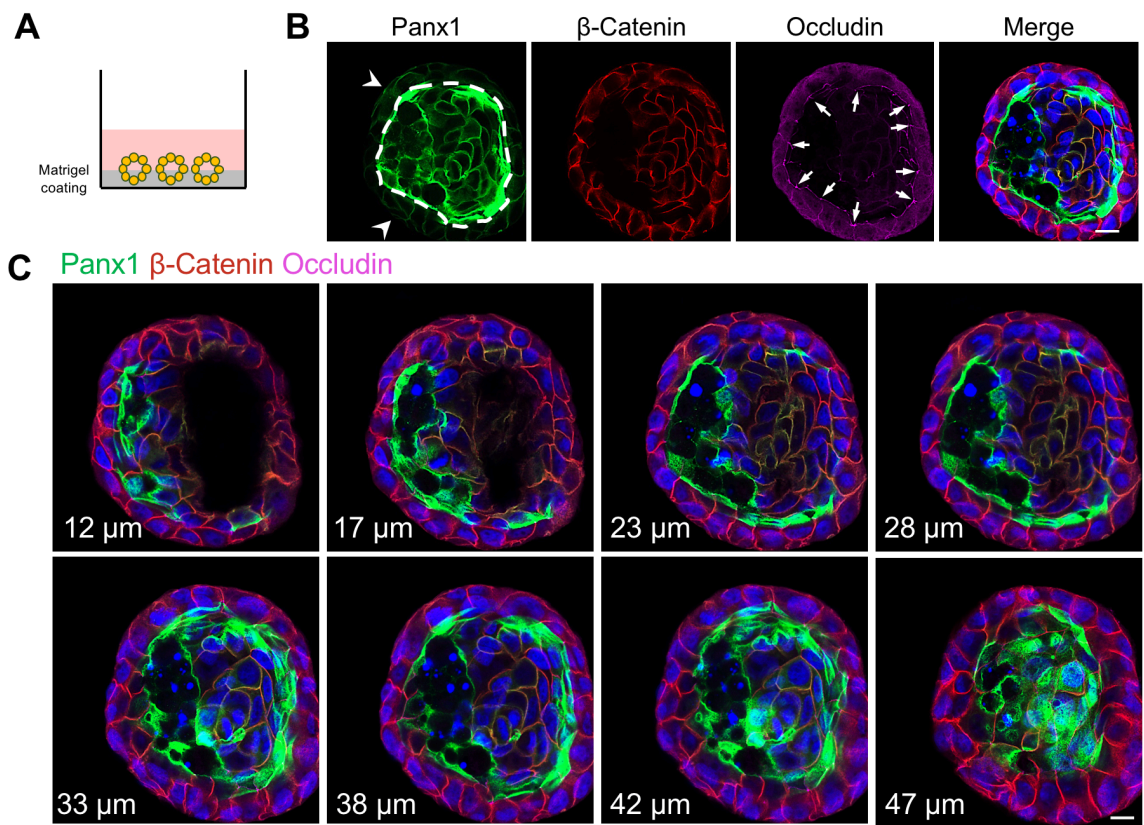 A
Matrigel
coating
B
Panx1
β-Catenin
Occludin
Merge
C
Panx1 β-Catenin Occludin
12 µm
17 µm
23 µm
28 µm
33 µm
38 µm
42 µm
47 µm